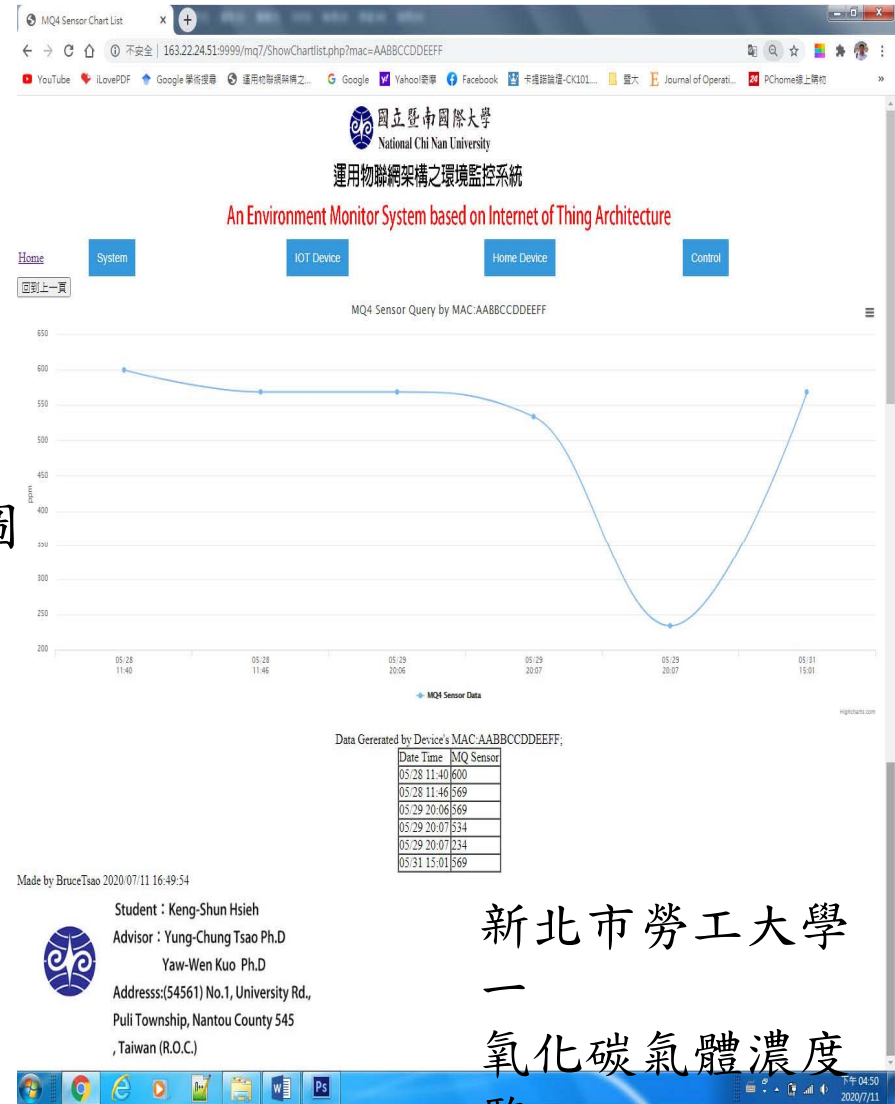 MQ4 Sensor Chart List
不安全 | 163.22.24.51:9999/mq7/ShowChartlist.php?mac=AABBCCDDEEFF
YouTube iLovePDF Google 學術搜尋 運用物聯網架構之... Google Yahoo!奇摩 Facebook 卡提諾論壇-CK101.... 暨大 Journal of Operati... PChome線上購物 »
國立暨南國際大學
National Chi Nan University
運用物聯網架構之環境監控系統
An Environment Monitor System based on Internet of Thing Architecture
Home System IOT Device Home Device Control
回到上一頁
MQ4 Sensor Query by MAC:AABBCCDDEEFF
650
600
550
500
450
ppm
400
圖
350
300
250
200
05/28 05/28 05/29 05/29 05/29 05/31
11:40 11:46 20:06 20:07 20:07 15:01
MQ4 Sensor Data
Highcharts.com
Data Gererated by Device's MAC:AABBCCDDEEFF;
Date Time MQ Sensor
05/28 11:40 600
05/28 11:46 569
05/29 20:06 569
05/29 20:07 534
05/29 20:07 234
05/31 15:01 569
Made by BruceTsao 2020/07/11 16:49:54
Student：Keng-Shun Hsieh
Advisor：Yung-Chung Tsao Ph.D
Yaw-Wen Kuo Ph.D
Addresss:(54561) No.1, University Rd.,
Puli Township, Nantou County 545
, Taiwan (R.O.C.)
新北市勞工大學
一
氧化碳氣體濃度
下午 04:50
2020/7/11